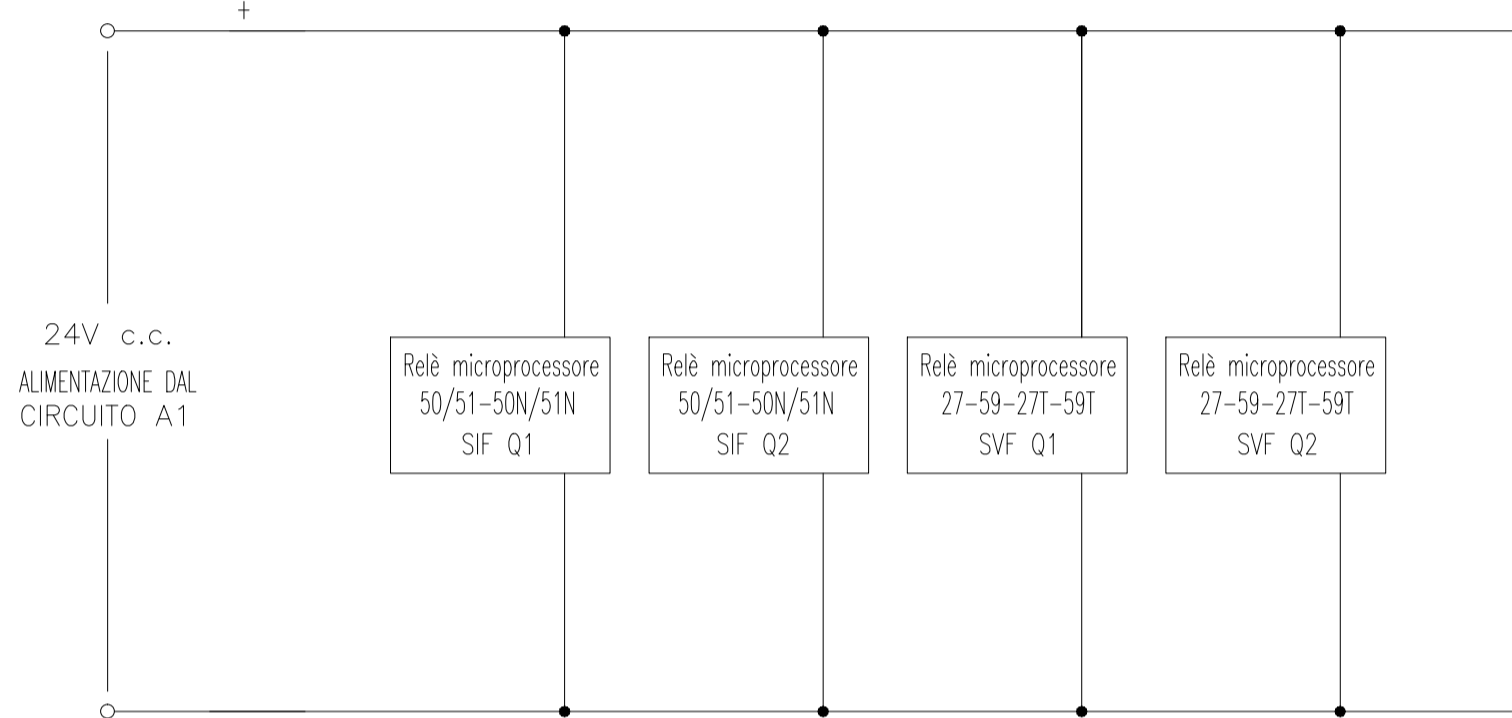 +
24V c.c.
ALIMENTAZIONE DAL
CIRCUITO A1
Relè microprocessore
50/51-50N/51N
SIF Q1
Relè microprocessore
50/51-50N/51N
SIF Q2
Relè microprocessore
27-59-27T-59T
SVF Q1
Relè microprocessore
27-59-27T-59T
SVF Q2